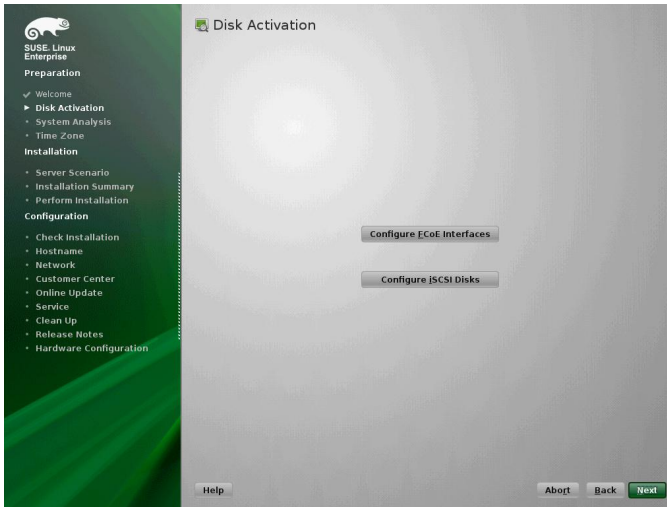 SUSE. Linux
Enterprise
Preparation
Welcome
Disk Activation
System Analysis
Time Zone
Installation
Server Scenario
Installation Summary
Perform Installation
Configuration
Check Installation
Hostname
Network
Customer Center
Online Update
Service
Clean Up
Release Notes
Hardware Configuration
Disk Activation
Configure FCoE Interfaces
Configure iSCSI Disks
Help
Abort
Back
Next